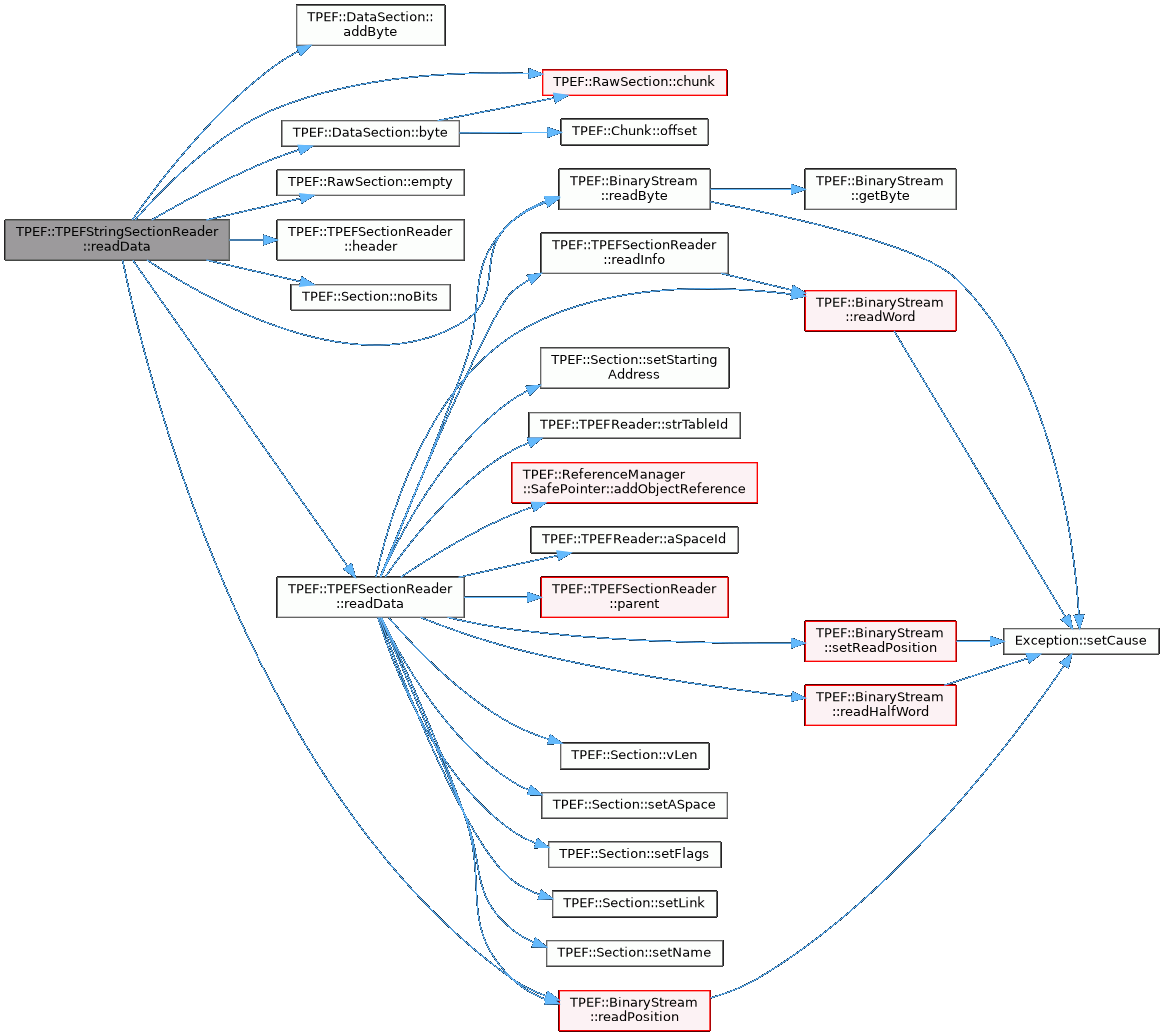 TPEF::DataSection::
addByte
TPEF::RawSection::chunk
TPEF::DataSection::byte
TPEF::Chunk::offset
TPEF::RawSection::empty
TPEF::BinaryStream
::readByte
TPEF::BinaryStream
::getByte
TPEF::TPEFStringSectionReader
::readData
TPEF::TPEFSectionReader
::header
TPEF::TPEFSectionReader
::readInfo
TPEF::Section::noBits
TPEF::BinaryStream
::readWord
TPEF::Section::setStarting
Address
TPEF::TPEFReader::strTableId
TPEF::ReferenceManager
::SafePointer::addObjectReference
TPEF::TPEFReader::aSpaceId
TPEF::TPEFSectionReader
::readData
TPEF::TPEFSectionReader
::parent
TPEF::BinaryStream
::setReadPosition
Exception::setCause
TPEF::BinaryStream
::readHalfWord
TPEF::Section::vLen
TPEF::Section::setASpace
TPEF::Section::setFlags
TPEF::Section::setLink
TPEF::Section::setName
TPEF::BinaryStream
::readPosition